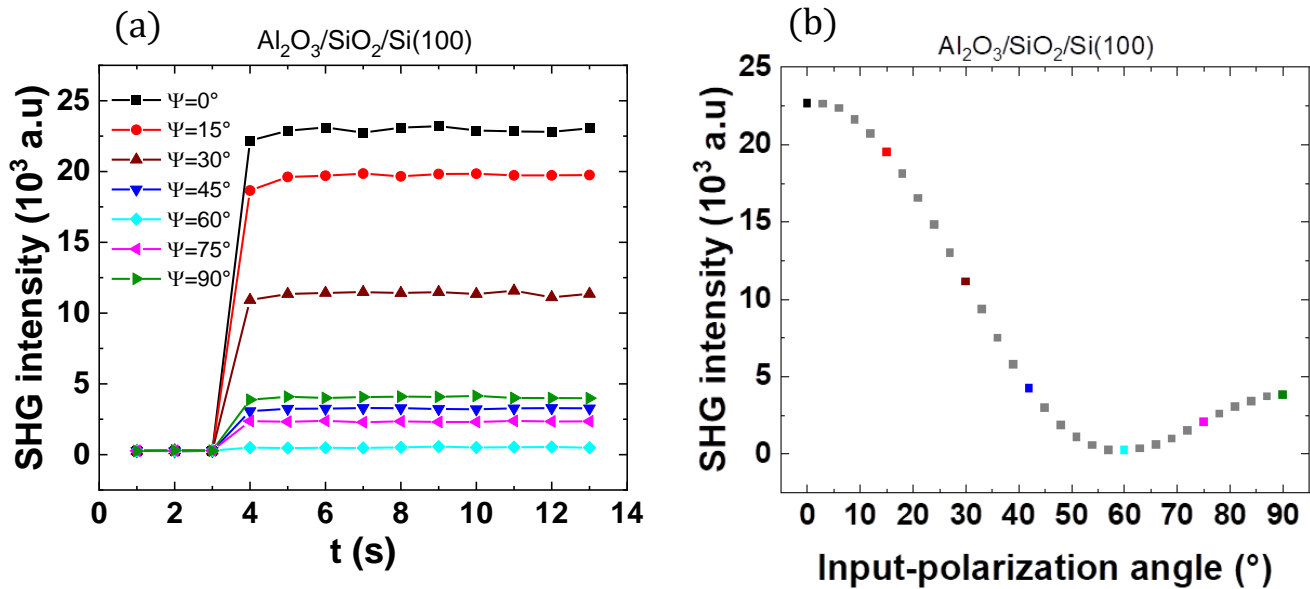 (a)
Al₂O₃/SiO₂/Si(100)
SHG intensity (10³ a.u)
25
20
15
10
5
0
Ψ=0°
Ψ=15°
Ψ=30°
Ψ=45°
Ψ=60°
Ψ=75°
Ψ=90°
0 2 4 6 8 10 12 14
t (s)
(b)
Al₂O₃/SiO₂/Si(100)
SHG intensity (10³ a.u)
25
20
15
10
5
0
0 10 20 30 40 50 60 70 80 90
Input-polarization angle (°)